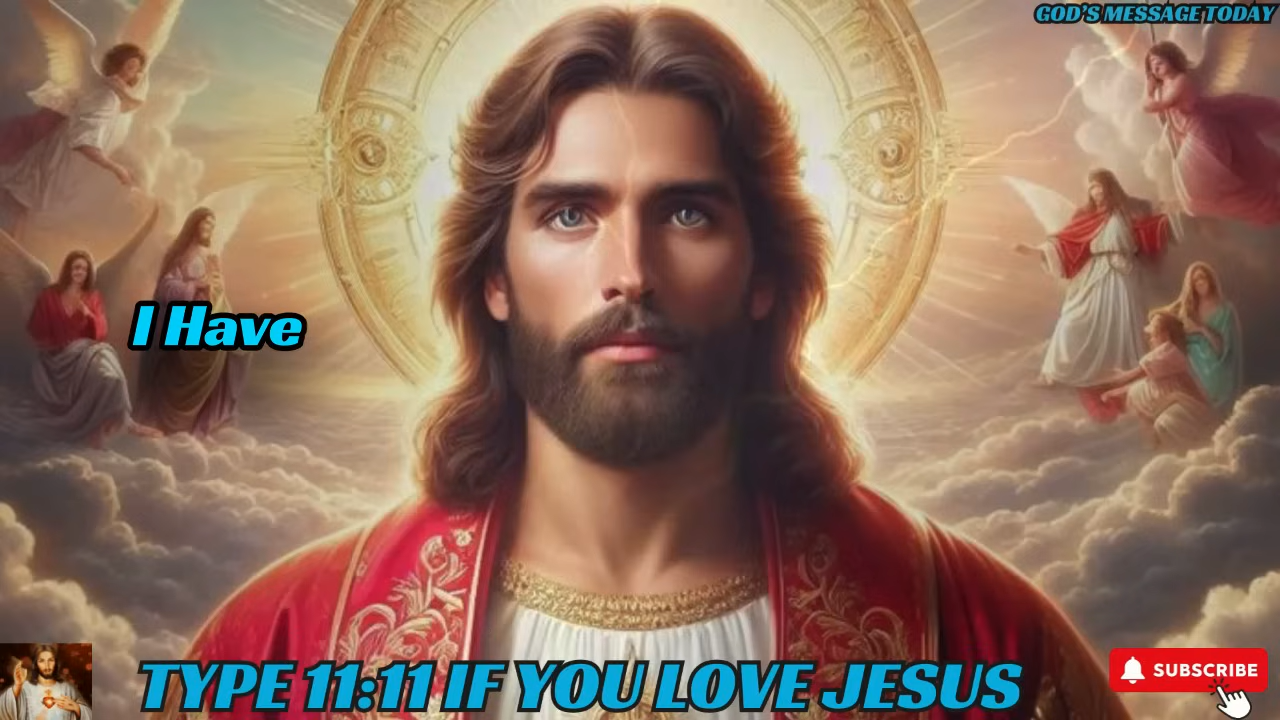 GOD'S MESSAGE TODAY
I Have
TYPE 11:11 IF YOU LOVE JESUS
SUBSCRIBE